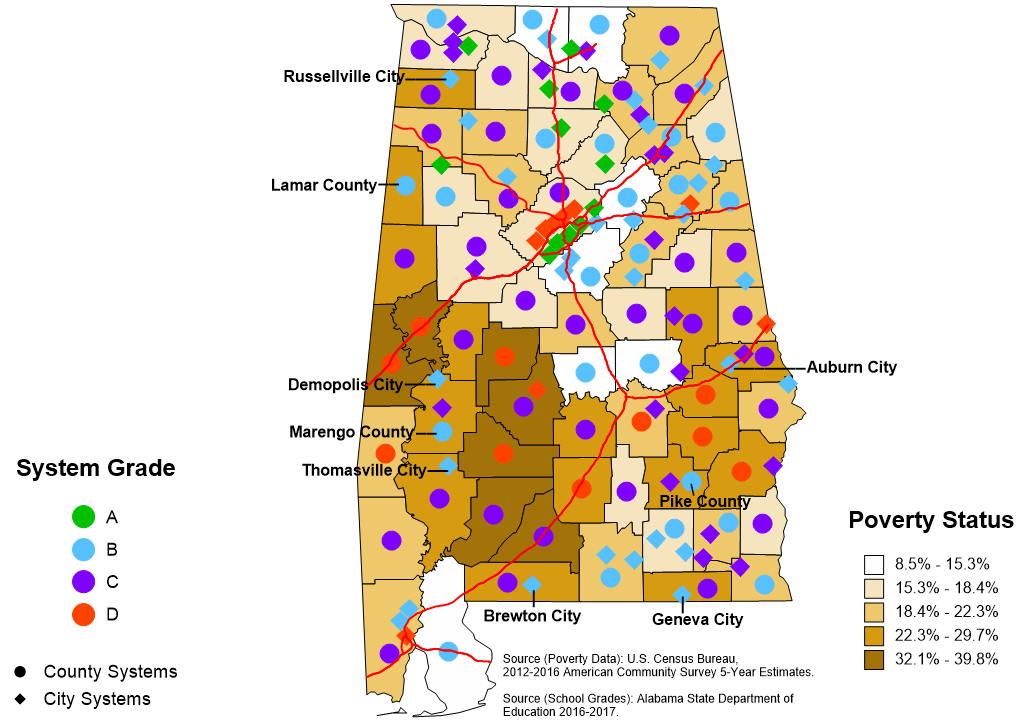 Russellville City
Lamar County
Demopolis City
Auburn City
Marengo County
Thomasville City
Pike County
Brewton City
Geneva City
System Grade
A
B
C
D
County Systems
City Systems
Poverty Status
8.5% - 15.3%
15.3% - 18.4%
18.4% - 22.3%
22.3% - 29.7%
32.1% - 39.8%
Source (Poverty Data): U.S. Census Bureau,
2012-2016 American Community Survey 5-Year Estimates.
Source (School Grades): Alabama State Department of
Education 2016-2017.